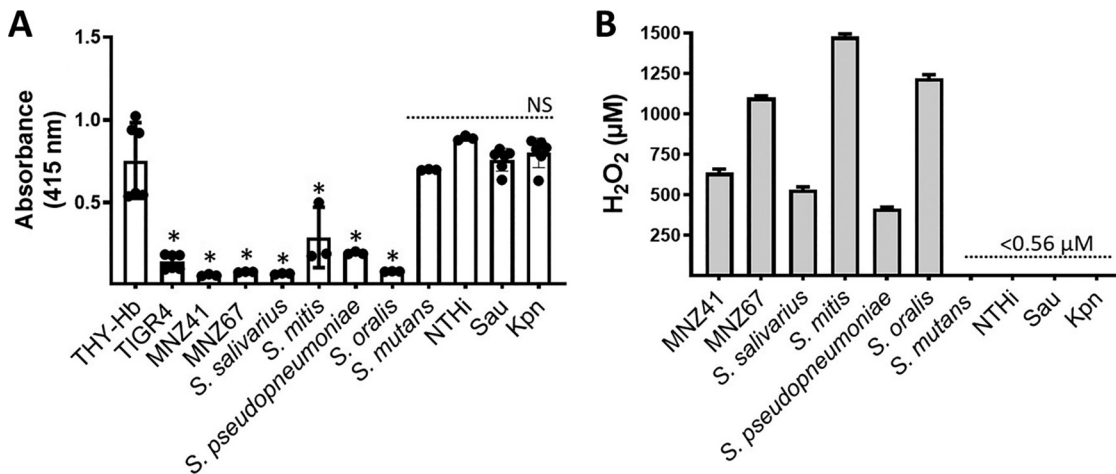 A
Absorbance
(415 nm)
1.5
1.0
0.5
NS
*
*
*
*
*
*
*
THY-Hb
TIGR4
MNZ41
MNZ67
S. salivarius
S. mitis
S. pseudopneumoniae
S. oralis
S. mutans
NTHi
Sau
Kpn
B
H₂O₂ (µM)
1500
1250
1000
750
500
250
<0.56 µM
MNZ41
MNZ67
S. salivarius
S. mitis
S. pseudopneumoniae
S. oralis
S. mutans
NTHi
Sau
Kpn